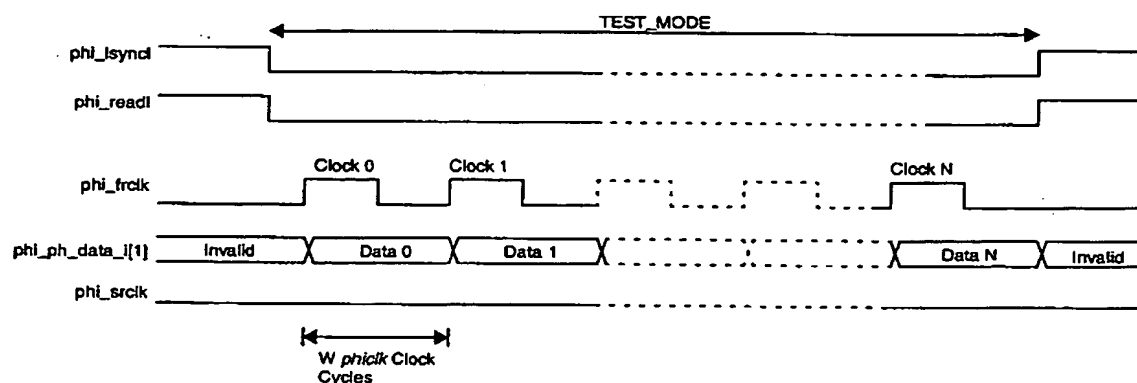 TEST_MODE
phi_lsyncl
phi_readl
Clock 0 Clock 1 Clock N
phi_frclk
phi_ph_data_i[1] Invalid Data 0 Data 1 Data N Invalid
phi_srclk
W phiclk Clock
Cycles